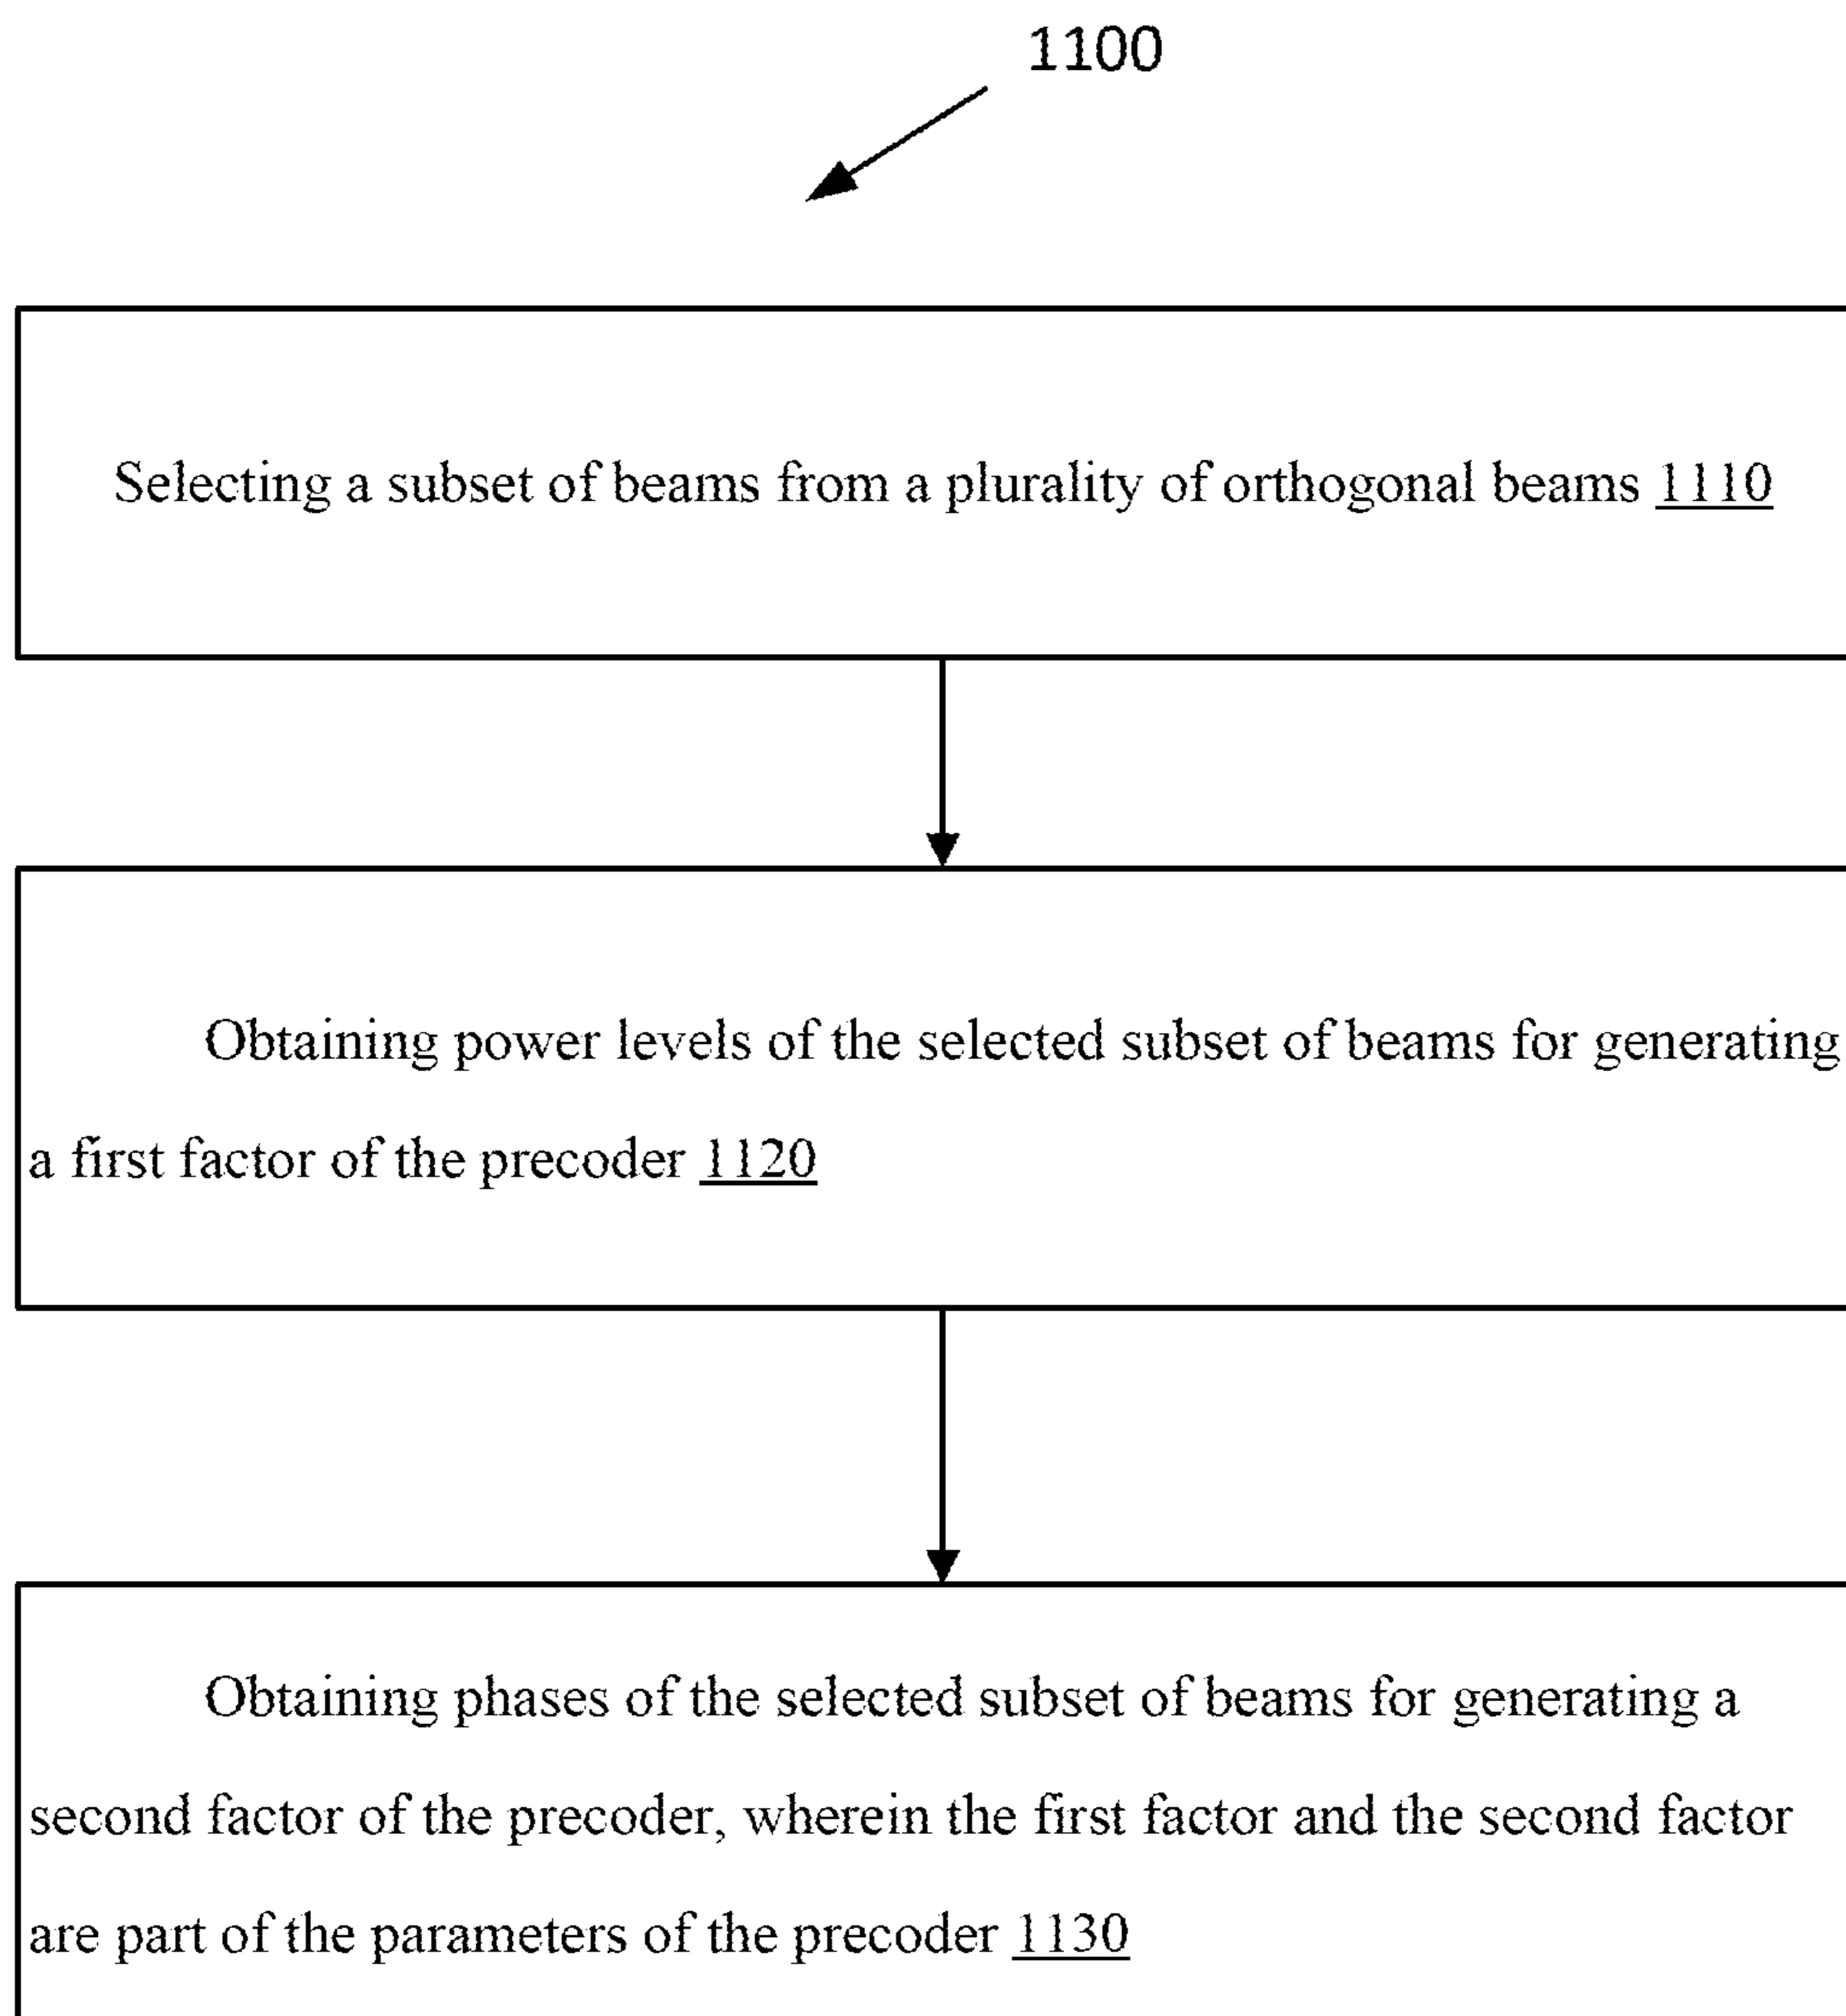 1100
Selecting a subset of beams from a plurality of orthogonal beams 1110
Obtaining power levels of the selected subset of beams for generating
a first factor of the precoder 1120
Obtaining phases of the selected subset of beams for generating a
second factor of the precoder, wherein the first factor and the second factor
are part of the parameters of the precoder 1130